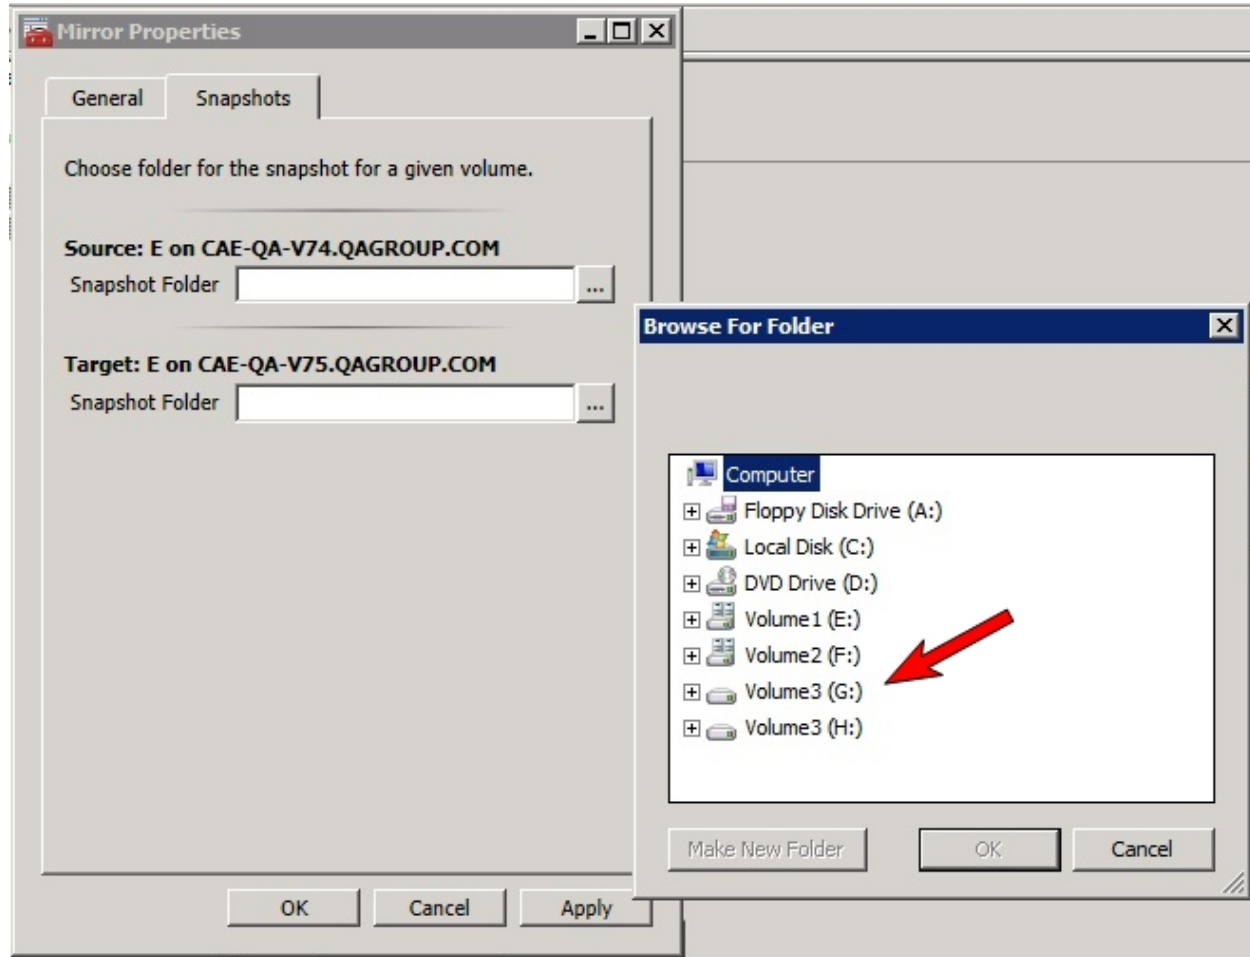 Mirror Properties
General
Snapshots
Choose folder for the snapshot for a given volume.
Source: E on CAE-QA-V74.QAGROUP.COM
Snapshot Folder
...
Target: E on CAE-QA-V75.QAGROUP.COM
Snapshot Folder
...
OK
Cancel
Apply
Browse For Folder
Computer
Floppy Disk Drive (A:)
Local Disk (C:)
DVD Drive (D:)
Volume1 (E:)
Volume2 (F:)
Volume3 (G:)
Volume3 (H:)
Make New Folder
OK
Cancel